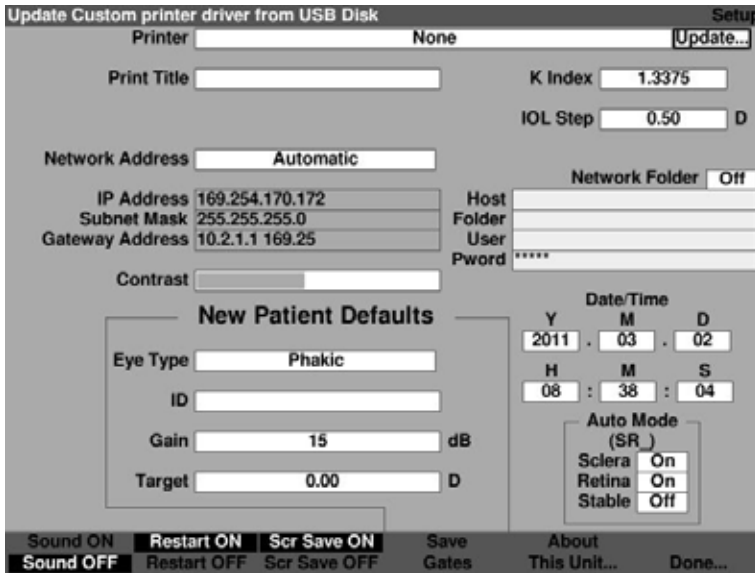 Update Custom printer driver from USB Disk Setup
Printer None Update...
Print Title K Index 1.3375
IOL Step 0.50 D
Network Address Automatic
Network Folder Off
IP Address 169.254.170.172 Host
Subnet Mask 255.255.255.0 Folder
Gateway Address 10.2.1.1 169.25 User
Pword *****
Contrast
Date/Time
New Patient Defaults
Y M D
2011 . 03 . 02
Eye Type Phakic
H M S
08 : 38 : 04
ID
Auto Mode
(SR_)
Gain 15 dB
Sclera On
Retina On
Target 0.00 D
Stable Off
Sound ON Restart ON Scr Save ON Save About
Sound OFF Restart OFF Scr Save OFF Gates This Unit... Done...